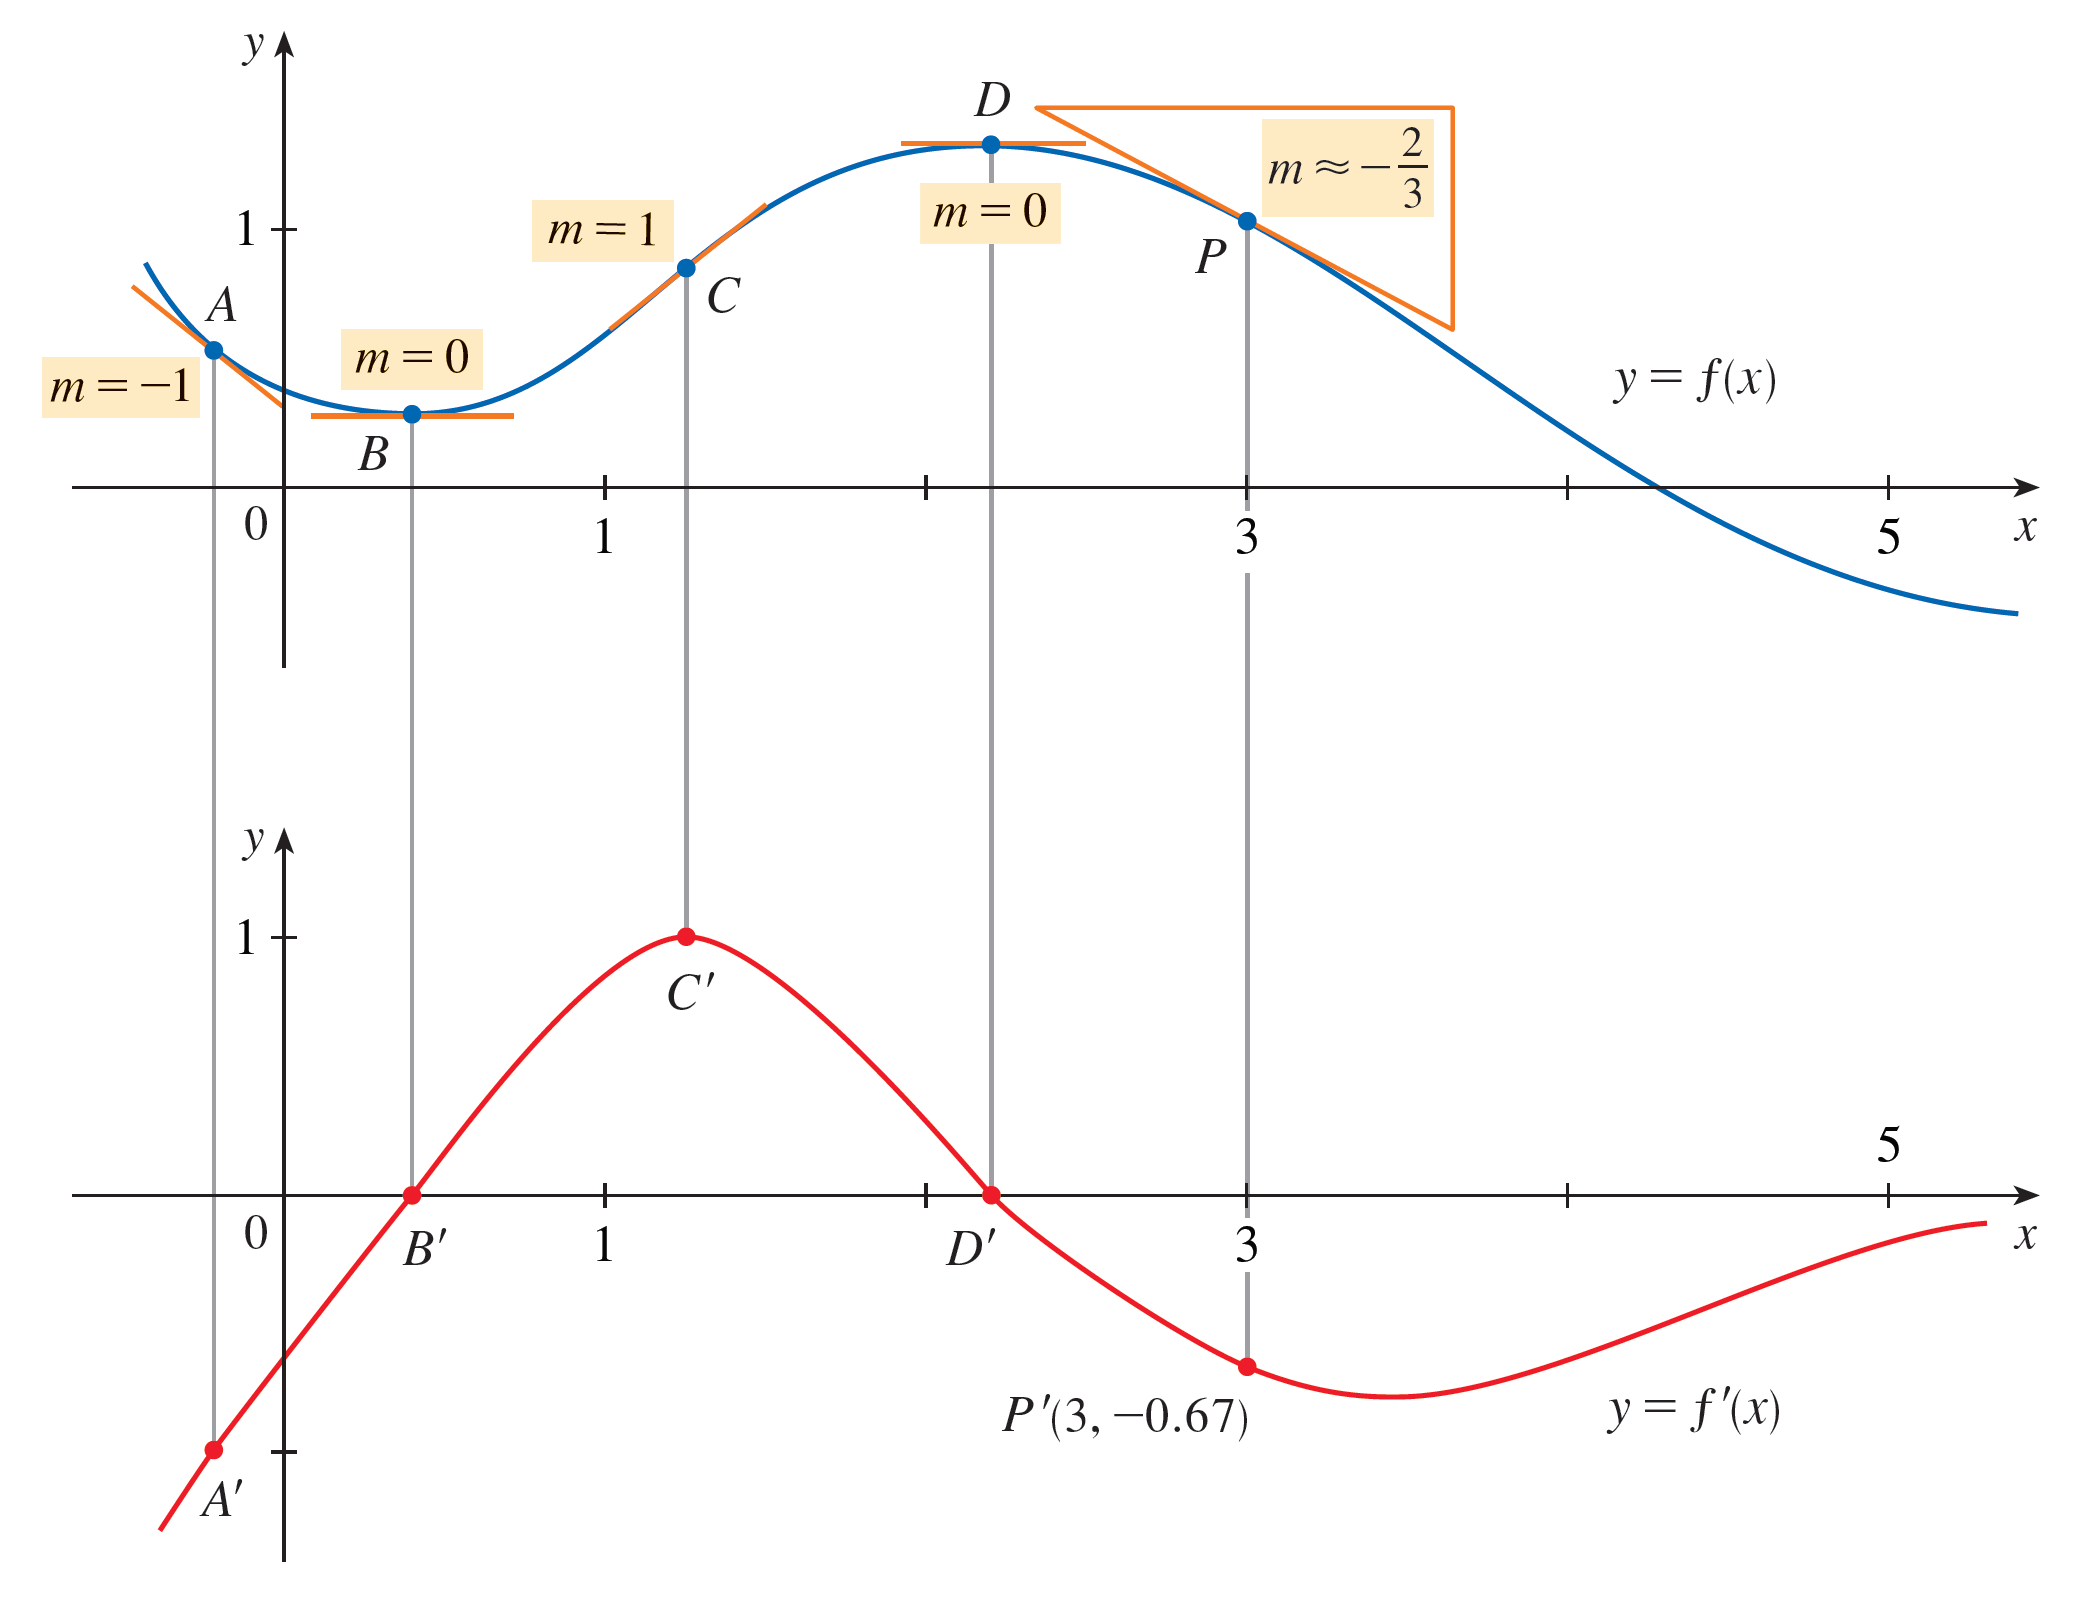 y
D
m ≈ −2/3
m = 0
1
m = 1
P
C
A
m = 0
y = f(x)
m = −1
B
0
1
3
5
x
y
1
C′
5
0
B′
1
D′
3
x
P′(3, −0.67)
y = f′(x)
A′